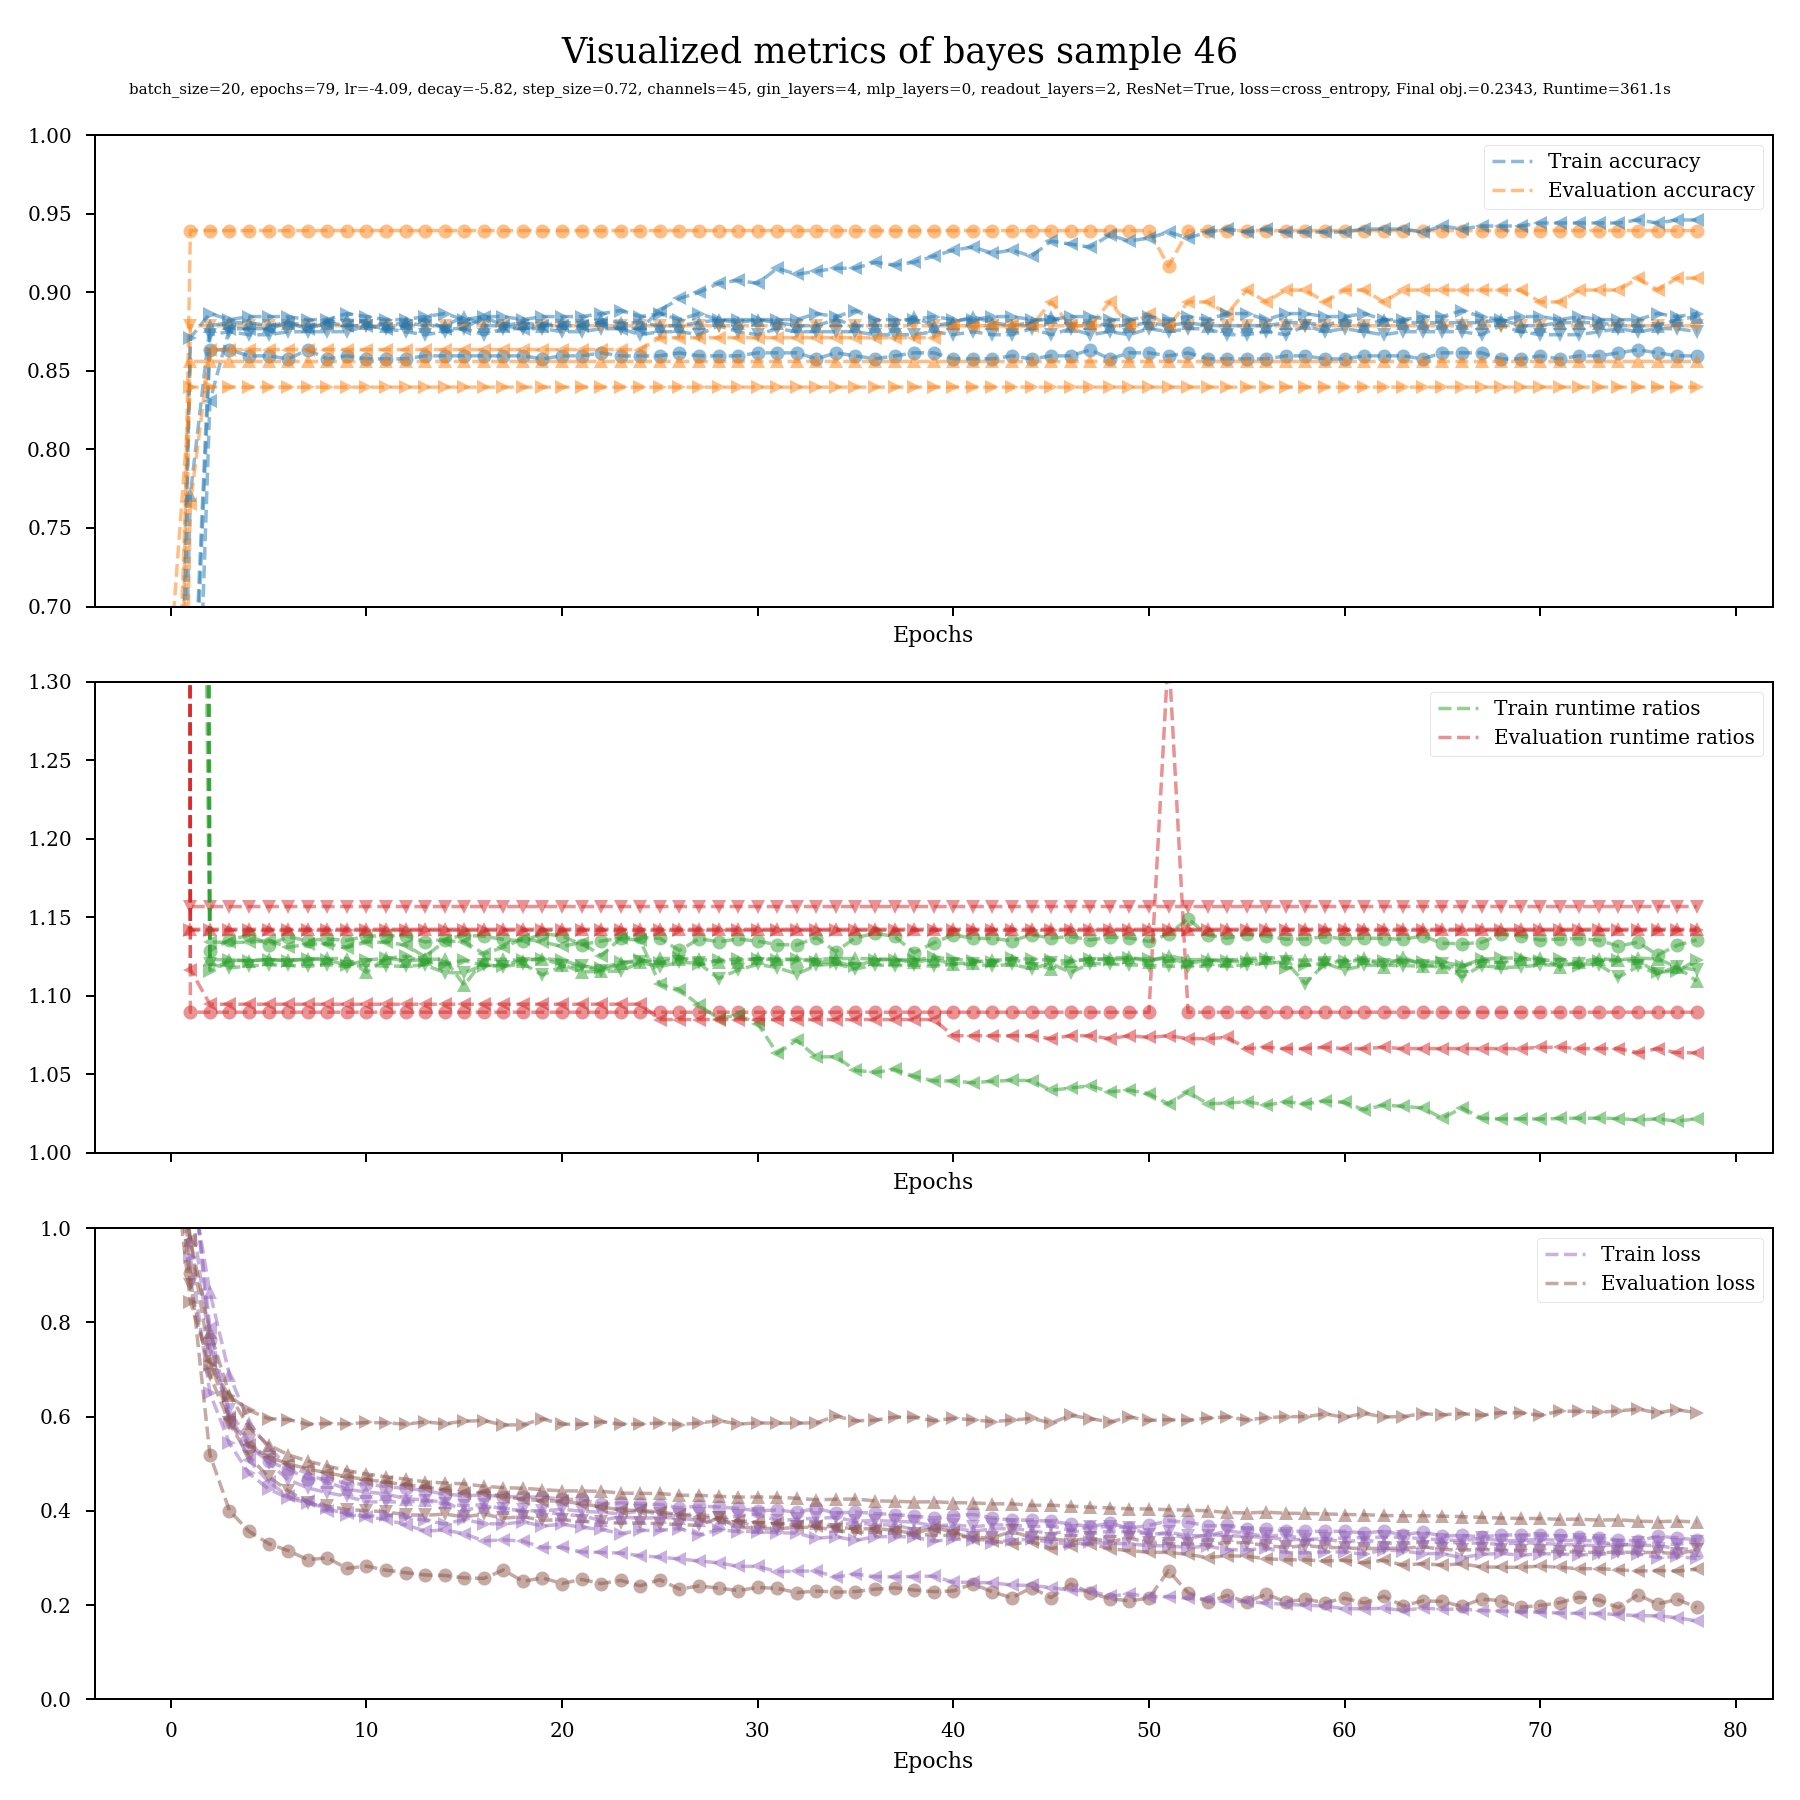 Visualized metrics of bayes sample 46
batch_size=20, epochs=79, lr=-4.09, decay=-5.82, step_size=0.72, channels=45, gin_layers=4, mlp_layers=0, readout_layers=2, ResNet=True, loss=cross_entropy, Final obj.=0.2343, Runtime=361.1s
1.00
0.95
0.90
0.85
0.80
0.75
0.70
Train accuracy
Evaluation accuracy
Epochs
1.30
1.25
1.20
1.15
1.10
1.05
1.00
Train runtime ratios
Evaluation runtime ratios
Epochs
1.0
0.8
0.6
0.4
0.2
0.0
Train loss
Evaluation loss
0 10 20 30 40 50 60 70 80
Epochs